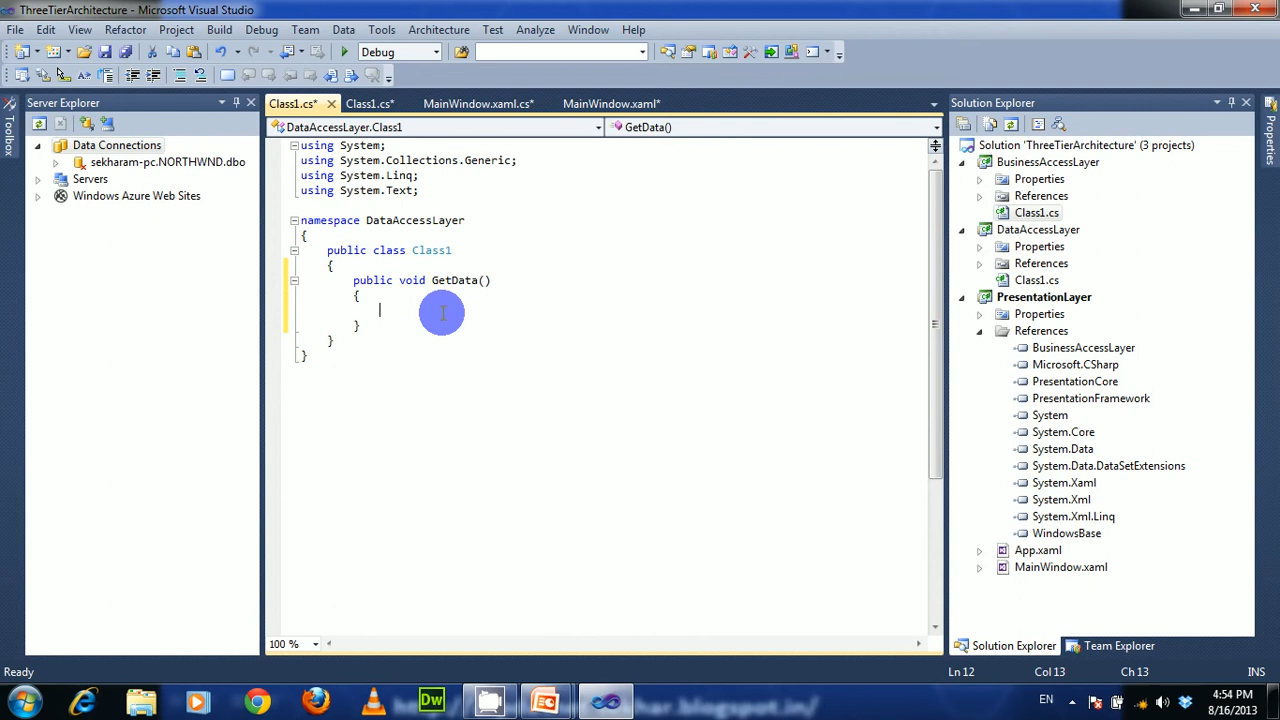 ThreeTierArchitecture - Microsoft Visual Studio
File Edit View Refactor Project Build Debug Team Data Tools Architecture Test Analyze Window Help
Debug
Server Explorer
Data Connections
sekharam-pc.NORTHWND.dbo
Servers
Windows Azure Web Sites
Toolbox
Class1.cs* Class1.cs* MainWindow.xaml.cs* MainWindow.xaml*
DataAccessLayer.Class1 GetData()
using System;
using System.Collections.Generic;
using System.Linq;
using System.Text;
namespace DataAccessLayer
{
public class Class1
{
public void GetData()
{
}
}
}
100 %
Solution Explorer
Solution 'ThreeTierArchitecture' (3 projects)
BusinessAccessLayer
Properties
References
Class1.cs
DataAccessLayer
Properties
References
Class1.cs
PresentationLayer
Properties
References
BusinessAccessLayer
Microsoft.CSharp
PresentationCore
PresentationFramework
System
System.Core
System.Data
System.Data.DataSetExtensions
System.Xaml
System.Xml
System.Xml.Linq
WindowsBase
App.xaml
MainWindow.xaml
Solution Explorer Team Explorer
Properties
Ready Ln 12 Col 13 Ch 13 INS
Dw
EN
4:54 PM
8/16/2013